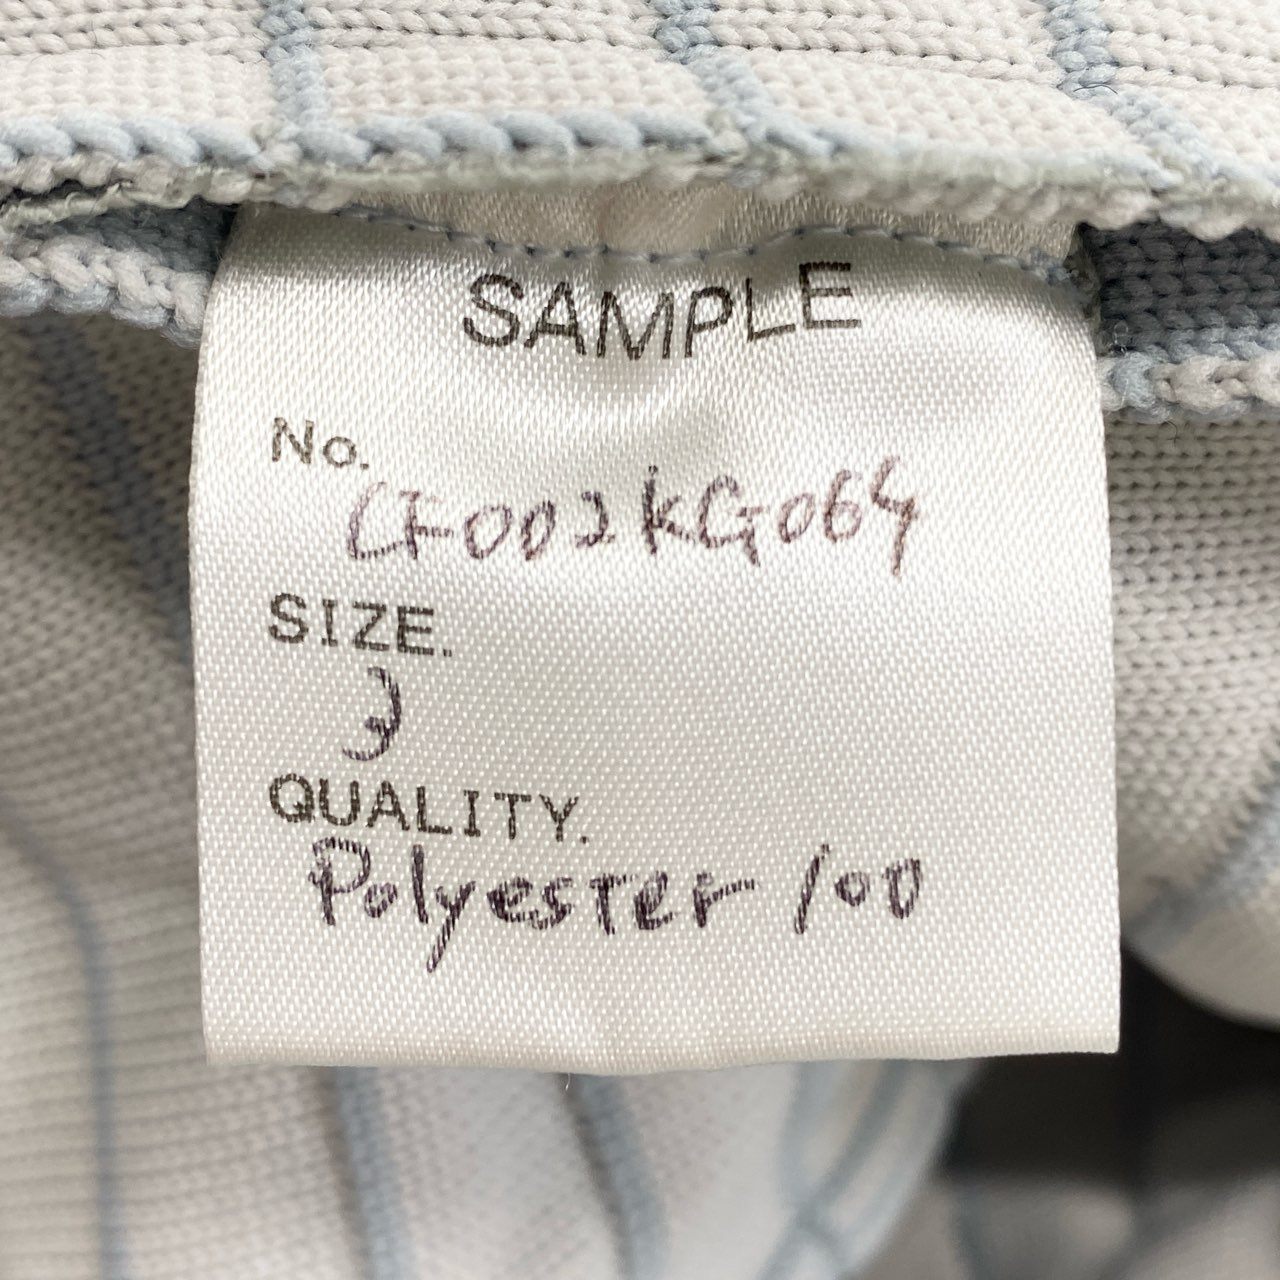 SAMPLE
No.
CF002KG064
SIZE.
3
QUALITY.
Polyester 100